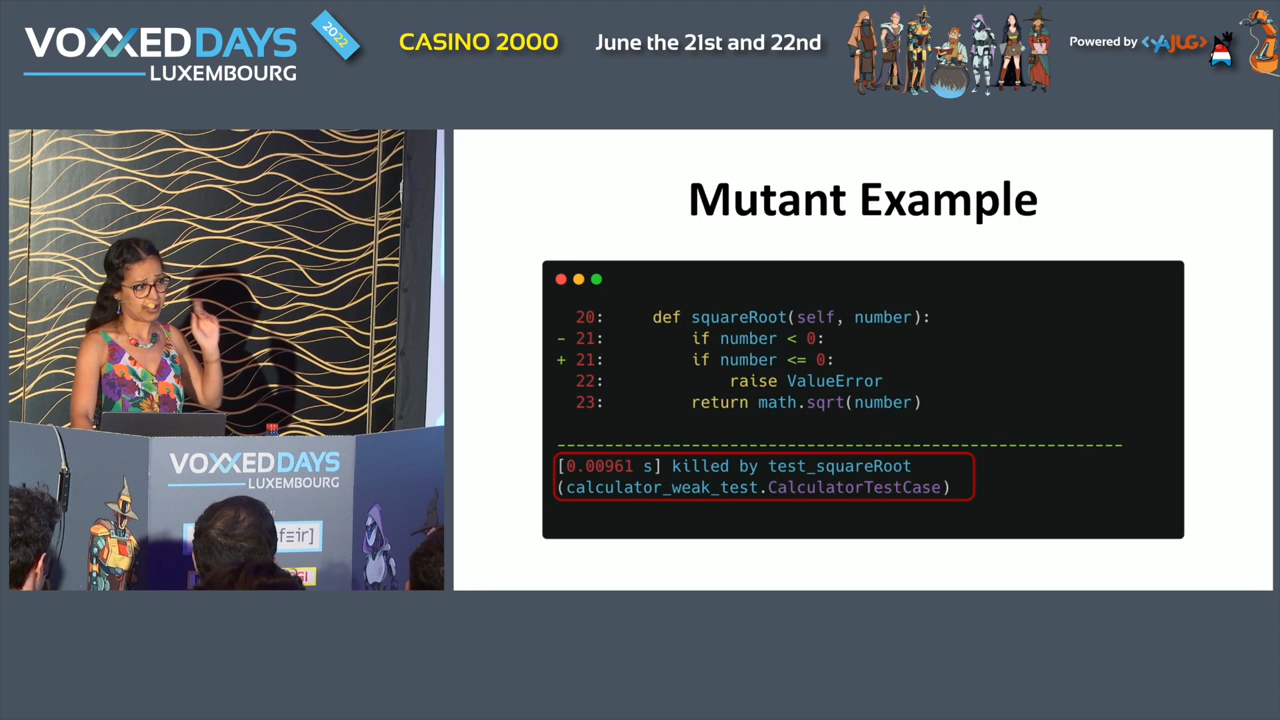 VOXXED DAYS
LUXEMBOURG
2022
CASINO 2000
June the 21st and 22nd
Powered by <YAJUG>
VOXXED DAYS
LUXEMBOURG
Mutant Example
20: def squareRoot(self, number):
- 21: if number < 0:
+ 21: if number <= 0:
22: raise ValueError
23: return math.sqrt(number)
------------------------------------------------------------
[0.00961 s] killed by test_squareRoot
(calculator_weak_test.CalculatorTestCase)